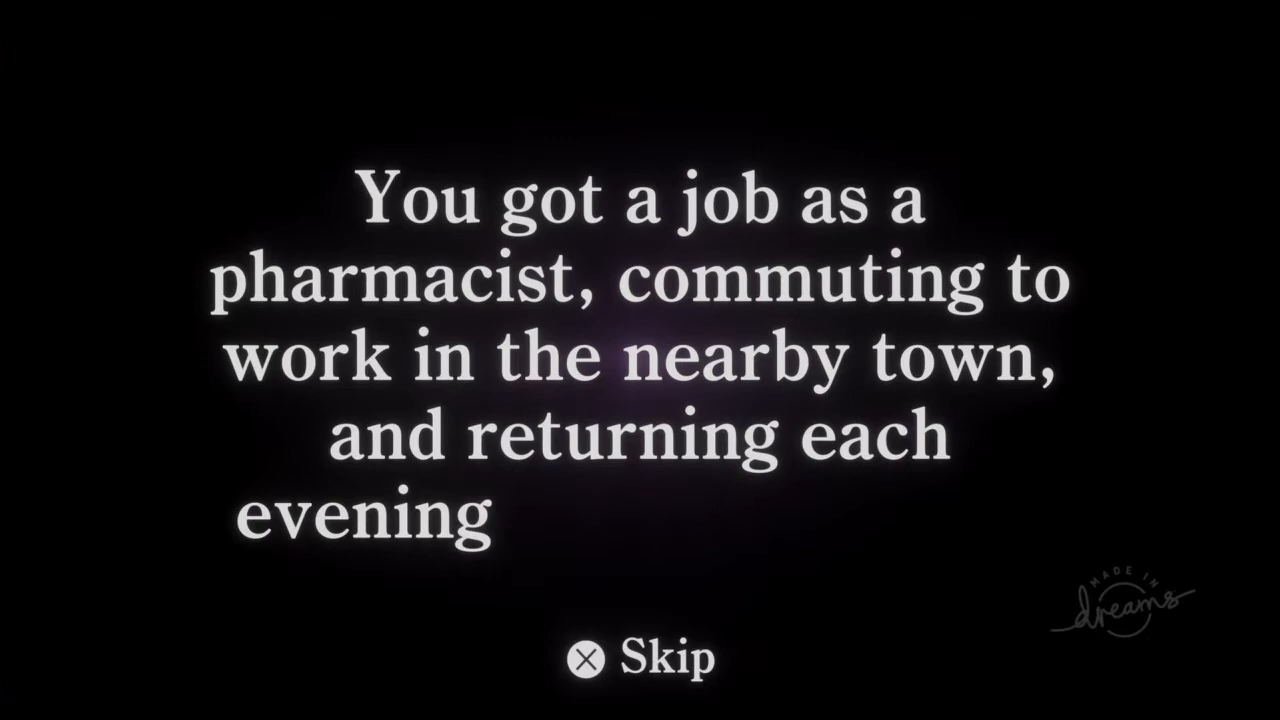 You got a job as a
pharmacist, commuting to
work in the nearby town,
and returning each
evening
MADE IN
dreams
Skip